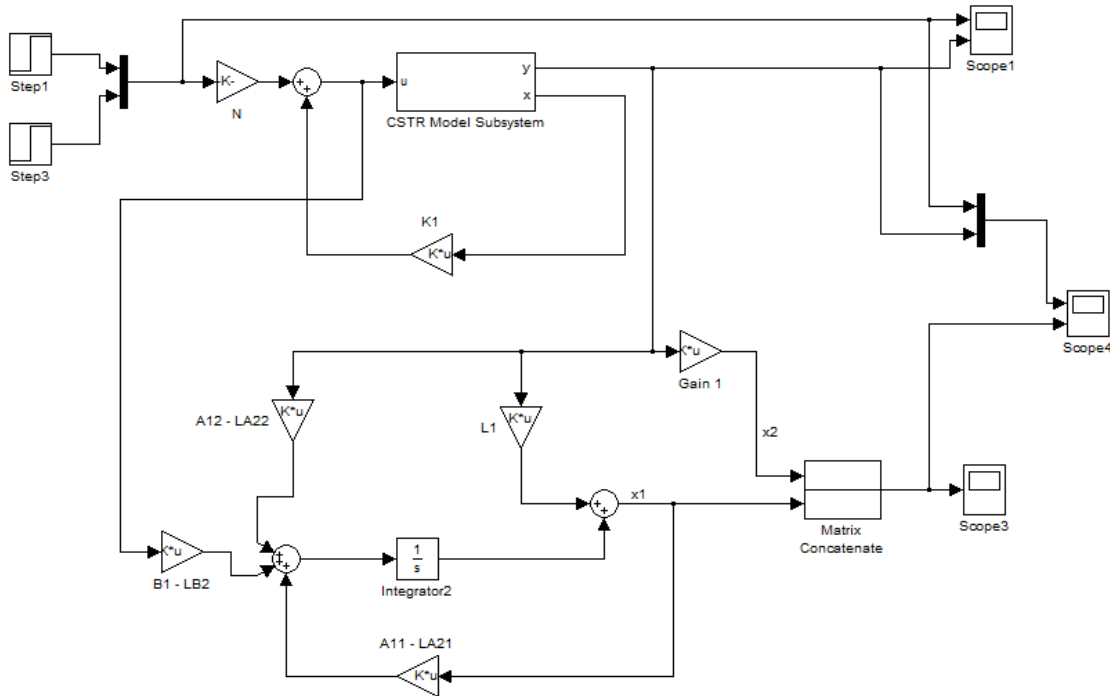 Step1
K-
N
+
+
u
y
x
CSTR Model Subsystem
Scope1
Step3
K1
K*u
Scope4
K*u
Gain 1
A12 - LA22
K*u
L1
K*u
x2
x1
+
+
Matrix
Concatenate
Scope3
K*u
B1 - LB2
+
+
+
1
s
Integrator2
A11 - LA21
K*u